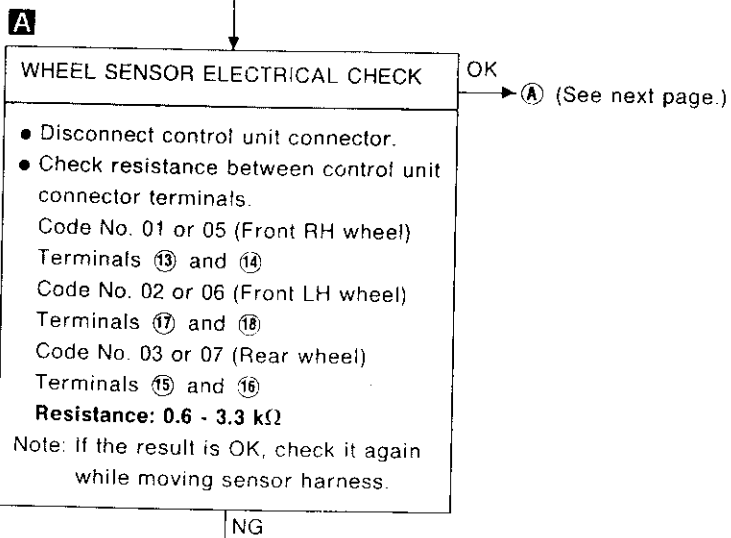 A
WHEEL SENSOR ELECTRICAL CHECK
OK
Ⓐ (See next page.)
● Disconnect control unit connector.
● Check resistance between control unit
connector terminals.
Code No. 01 or 05 (Front RH wheel)
Terminals ⑬ and ⑭
Code No. 02 or 06 (Front LH wheel)
Terminals ⑰ and ⑱
Code No. 03 or 07 (Rear wheel)
Terminals ⑮ and ⑯
Resistance: 0.6 - 3.3 kΩ
Note: If the result is OK, check it again
while moving sensor harness.
NG